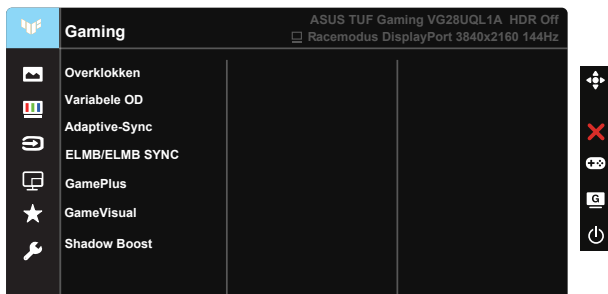 Gaming
ASUS TUF Gaming VG28UQL1A HDR Off
Racemodus DisplayPort 3840x2160 144Hz
Overklokken
Variabele OD
Adaptive-Sync
ELMB/ELMB SYNC
GamePlus
GameVisual
Shadow Boost
G